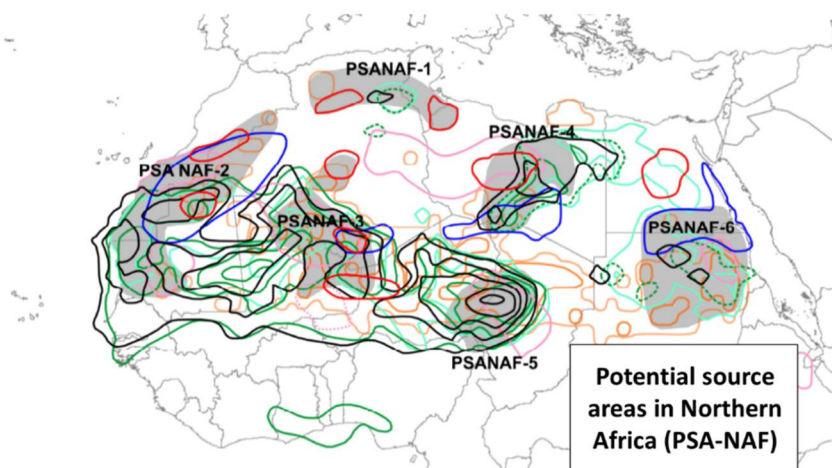 PSANAF-1
PSANAF-4
PSA NAF-2
PSANAF-3
PSANAF-6
PSANAF-5
Potential source
areas in Northern
Africa (PSA-NAF)